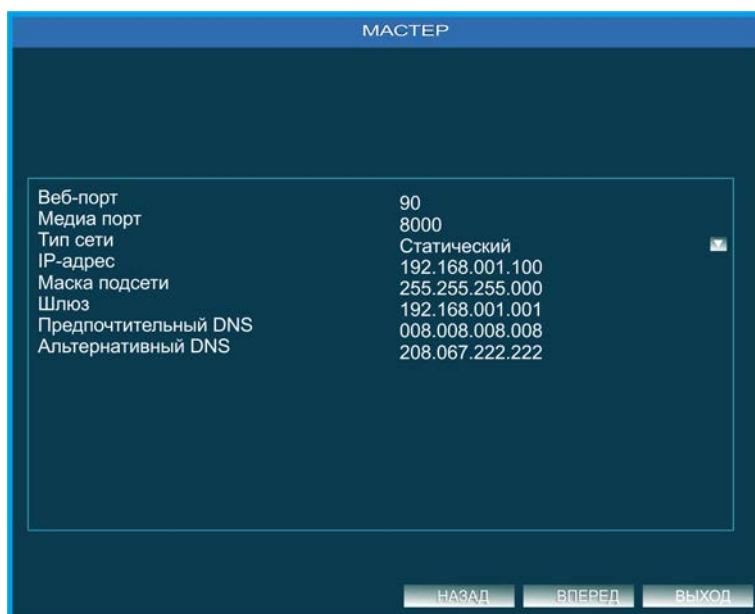 МАСТЕР
Веб-порт 90
Медиа порт 8000
Тип сети Статический
IP-адрес 192.168.001.100
Маска подсети 255.255.255.000
Шлюз 192.168.001.001
Предпочтительный DNS 008.008.008.008
Альтернативный DNS 208.067.222.222
НАЗАД ВПЕРЕД ВЫХОД